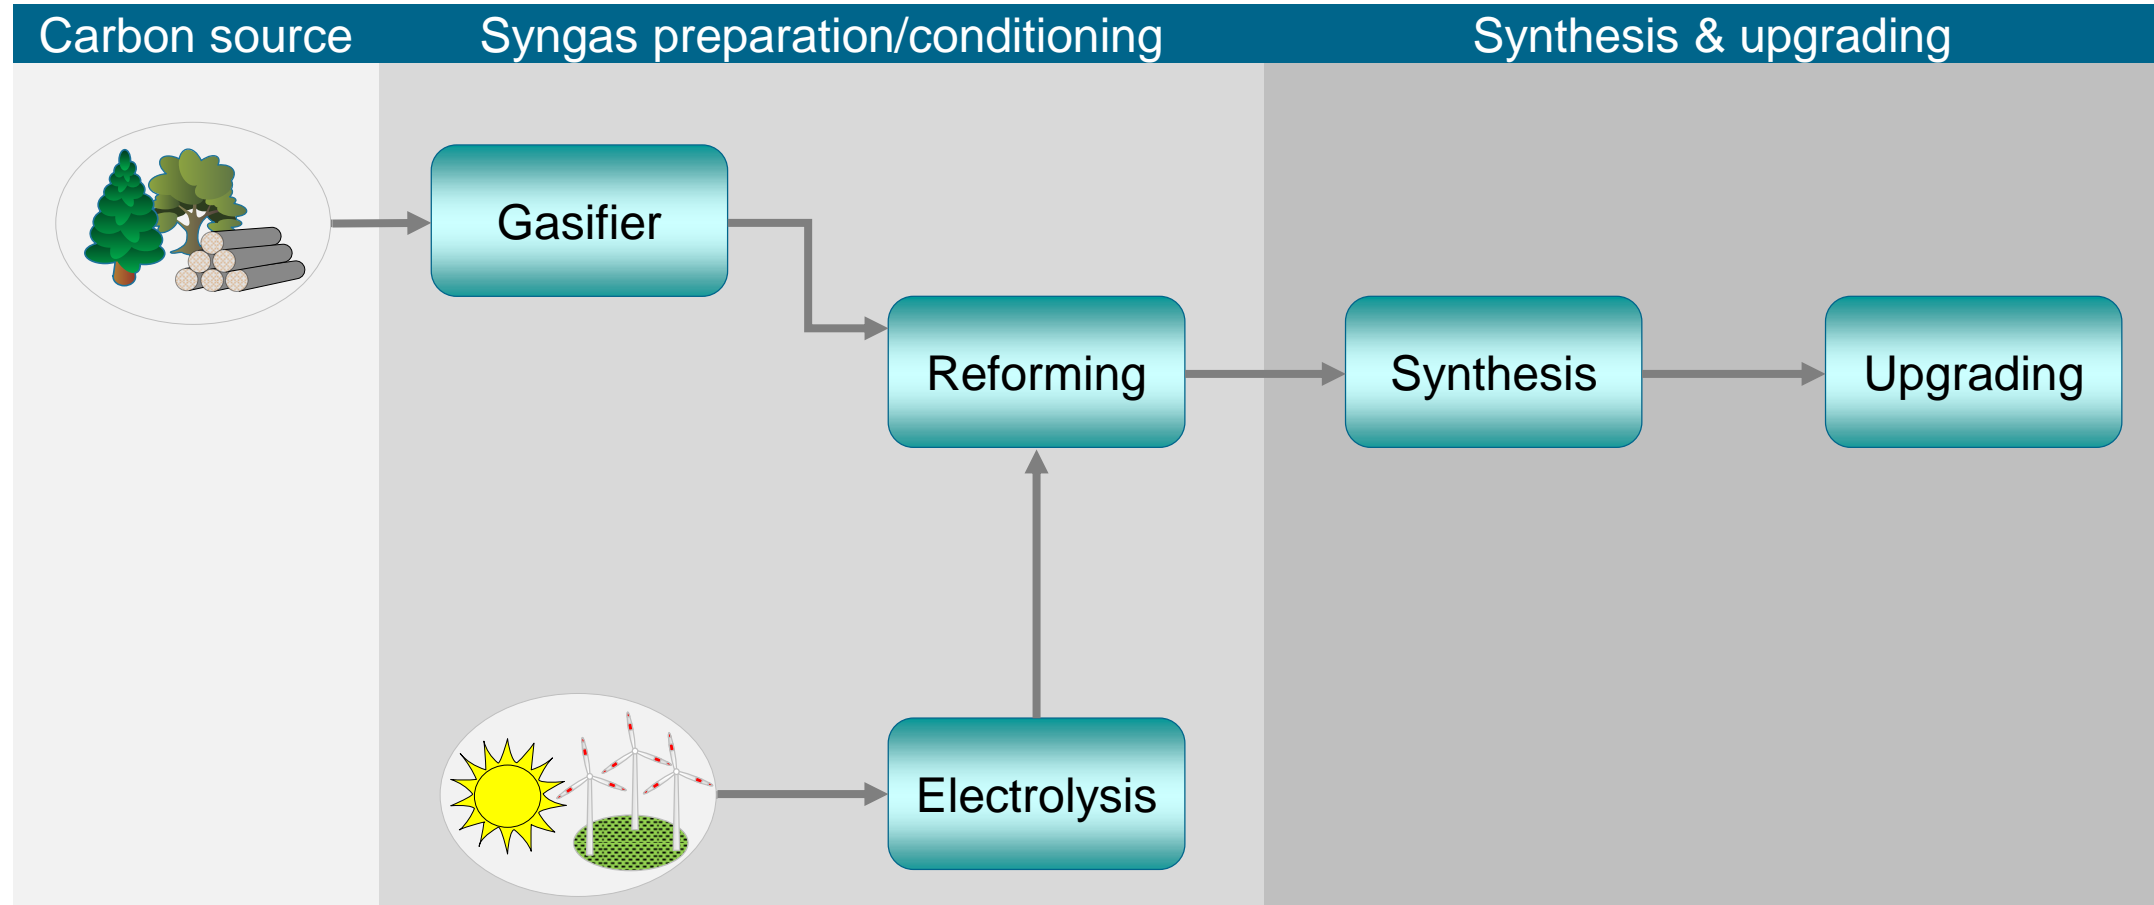 Carbon source
Syngas preparation/conditioning
Synthesis & upgrading
Gasifier
Reforming
Synthesis
Upgrading
Electrolysis